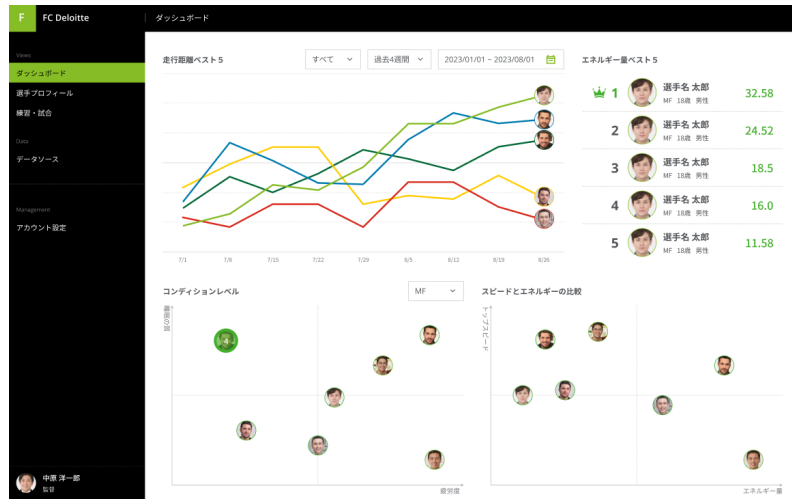 F
FC Deloitte
ダッシュボード
Views
ダッシュボード
選手プロフィール
練習・試合
Data
データソース
Management
アカウント設定
中原 洋一郎
監督
走行距離ベスト 5
すべて
過去4週間
2023/01/01 ~ 2023/08/01
7/1
7/8
7/15
7/22
7/29
8/5
8/12
8/19
8/26
エネルギー量ベスト 5
1
選手名 太郎
MF 18歳 男性
32.58
2
選手名 太郎
MF 18歳 男性
24.52
3
選手名 太郎
MF 18歳 男性
18.5
4
選手名 太郎
MF 18歳 男性
16.0
5
選手名 太郎
MF 18歳 男性
11.58
コンディションレベル
MF
4
疲労度
スピードとエネルギーの比較
トップスピード
エネルギー量